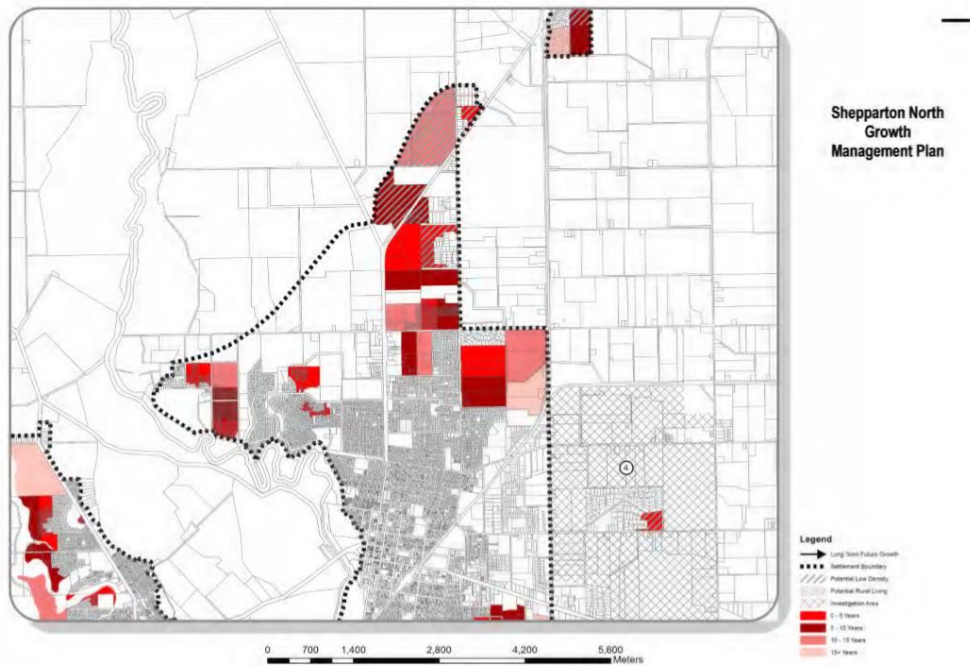 Shepparton North
Growth
Management Plan
4
Legend
Long Term Future Growth
Settlement Boundary
Potential Low Density
Potential Rural Living
Investigation Area
0 - 5 Years
5 - 10 Years
10 - 15 Years
15+ Years
0 700 1,400 2,800 4,200 5,600
Meters